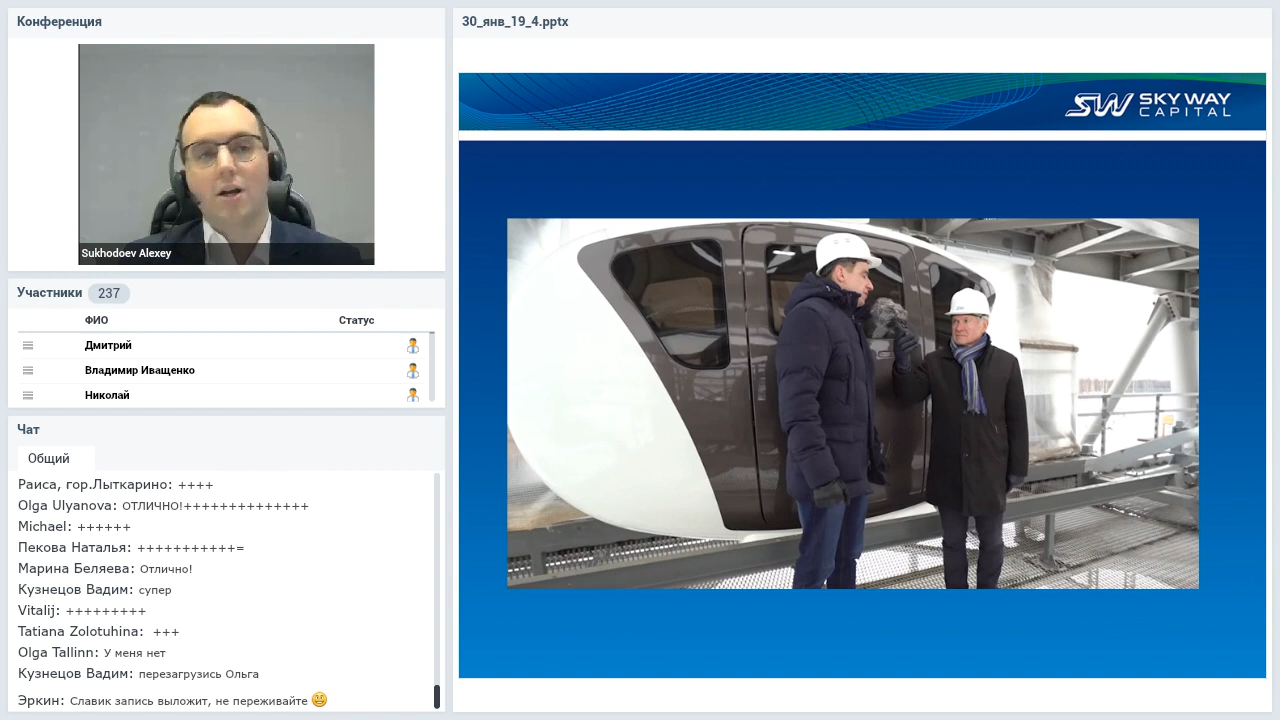 Конференция
Sukhodoev Alexey
Участники 237
ФИО Статус
Дмитрий
Владимир Иващенко
Николай
Чат
Общий
Раиса, гор.Лыткарино: ++++
Olga Ulyanova: ОТЛИЧНО!++++++++++++++
Michael: ++++++
Пекова Наталья: +++++++++++=
Марина Беляева: Отлично!
Кузнецов Вадим: супер
Vitalij: +++++++++
Tatiana Zolotuhina: +++
Olga Tallinn: У меня нет
Кузнецов Вадим: перезагрузись Ольга
Эркин: Славик запись выложит, не переживайте
30_янв_19_4.pptx
SW SKY WAY
CAPITAL